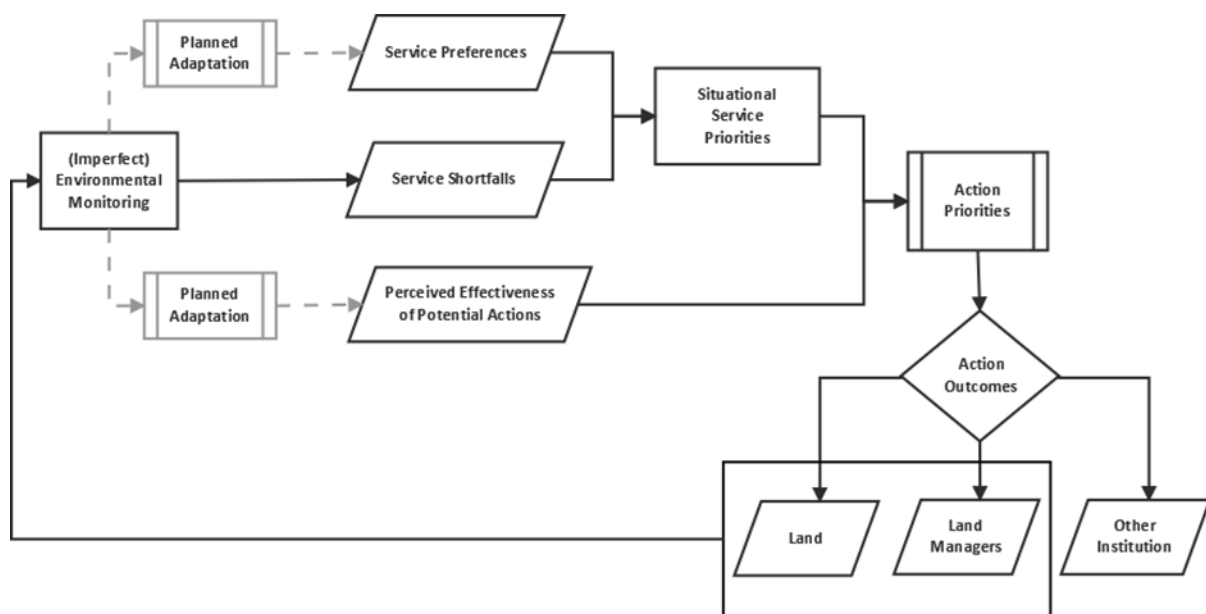 Planned
Adaptation
Service Preferences
Situational
Service
Priorities
(Imperfect)
Environmental
Monitoring
Service Shortfalls
Action
Priorities
Planned
Adaptation
Perceived Effectiveness
of Potential Actions
Action
Outcomes
Land
Land
Managers
Other
Institution